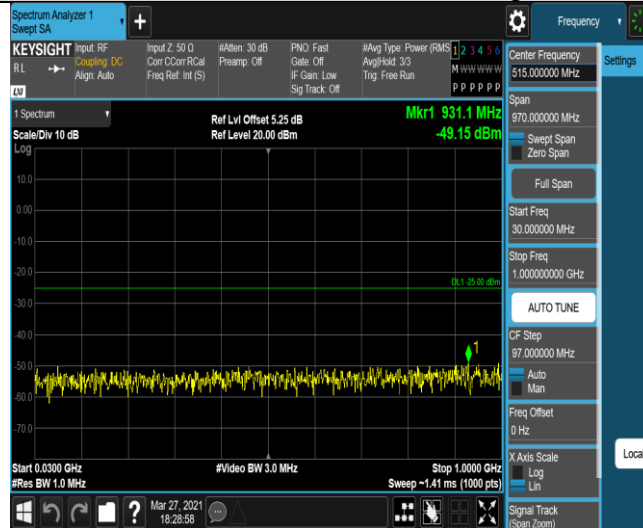 Spectrum Analyzer 1
Swept SA
Frequency
KEYSIGHT
RL
LXI
Input: RF
Coupling: DC
Align: Auto
Input Z: 50 Ω
Corr CCorr RCal
Freq Ref: Int (S)
#Atten: 30 dB
Preamp: Off
PNO: Fast
Gate: Off
IF Gain: Low
Sig Track: Off
#Avg Type: Power (RMS
Avg|Hold: 3/3
Trig: Free Run
1 2 3 4 5 6
M W W W W W
P P P P P P
1 Spectrum
Scale/Div 10 dB
Log
Ref Lvl Offset 5.25 dB
Ref Level 20.00 dBm
Mkr1 931.1 MHz
-49.15 dBm
10.0
0.00
-10.0
-20.0
DL1 -25.00 dBm
-30.0
-40.0
1
-50.0
-60.0
-70.0
Start 0.0300 GHz
#Res BW 1.0 MHz
#Video BW 3.0 MHz
Stop 1.0000 GHz
Sweep ~1.41 ms (1000 pts)
?
Mar 27, 2021
18:28:58
Center Frequency
515.000000 MHz
Span
970.000000 MHz
Swept Span
Zero Span
Full Span
Start Freq
30.000000 MHz
Stop Freq
1.000000000 GHz
AUTO TUNE
CF Step
97.000000 MHz
Auto
Man
Freq Offset
0 Hz
X Axis Scale
Log
Lin
Signal Track
(Span Zoom)
Settings
Loca